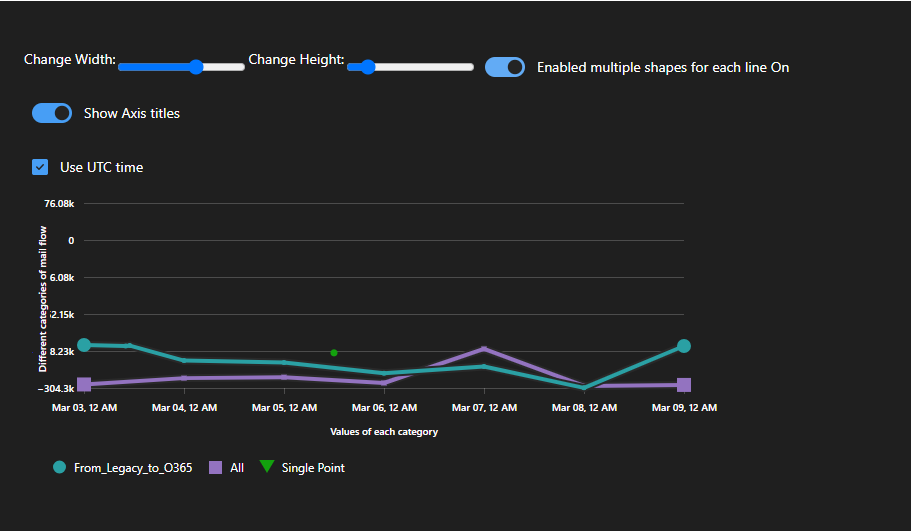 Change Width: Change Height: Enabled multiple shapes for each line On
Show Axis titles
Use UTC time
76.08k
0
6.08k
2.15k
8.23k
−304.3k
Different categories of mail flow
Mar 03, 12 AM Mar 04, 12 AM Mar 05, 12 AM Mar 06, 12 AM Mar 07, 12 AM Mar 08, 12 AM Mar 09, 12 AM
Values of each category
From_Legacy_to_O365 All Single Point